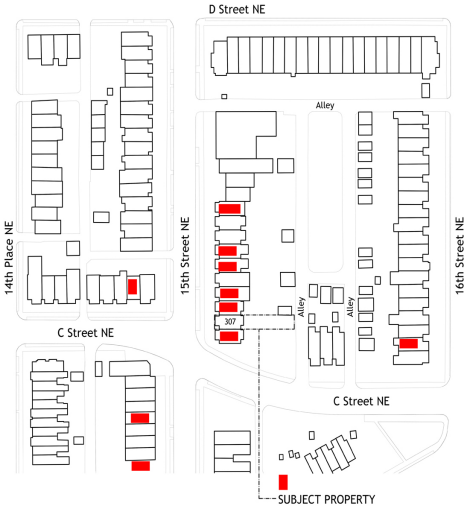 D Street NE
Alley
14th Place NE
15th Street NE
16th Street NE
307
Alley
Alley
C Street NE
C Street NE
SUBJECT PROPERTY